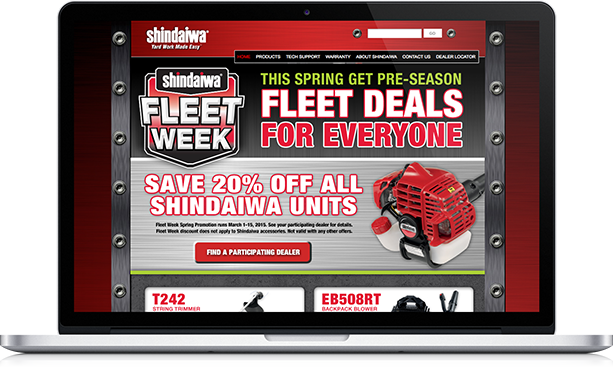 shindaiwa
Yard Work Made Easy
GO
HOME PRODUCTS TECH SUPPORT WARRANTY ABOUT SHINDAIWA CONTACT US DEALER LOCATOR
shindaiwa
FLEET
WEEK
THIS SPRING GET PRE-SEASON
FLEET DEALS
FOR EVERYONE
SAVE 20% OFF ALL
SHINDAIWA UNITS
Fleet Week Spring Promotion runs March 1-15, 2015. See your participating dealer for details.
Fleet Week discount does not apply to Shindaiwa accessories. Not valid with any other offers.
FIND A PARTICIPATING DEALER
T242
STRING TRIMMER
EB508RT
BACKPACK BLOWER